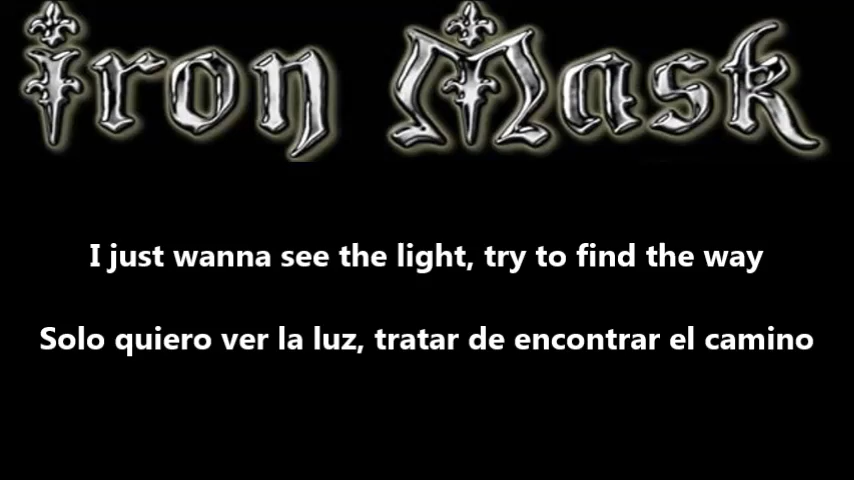 Iron Mask
I just wanna see the light, try to find the way
Solo quiero ver la luz, tratar de encontrar el camino